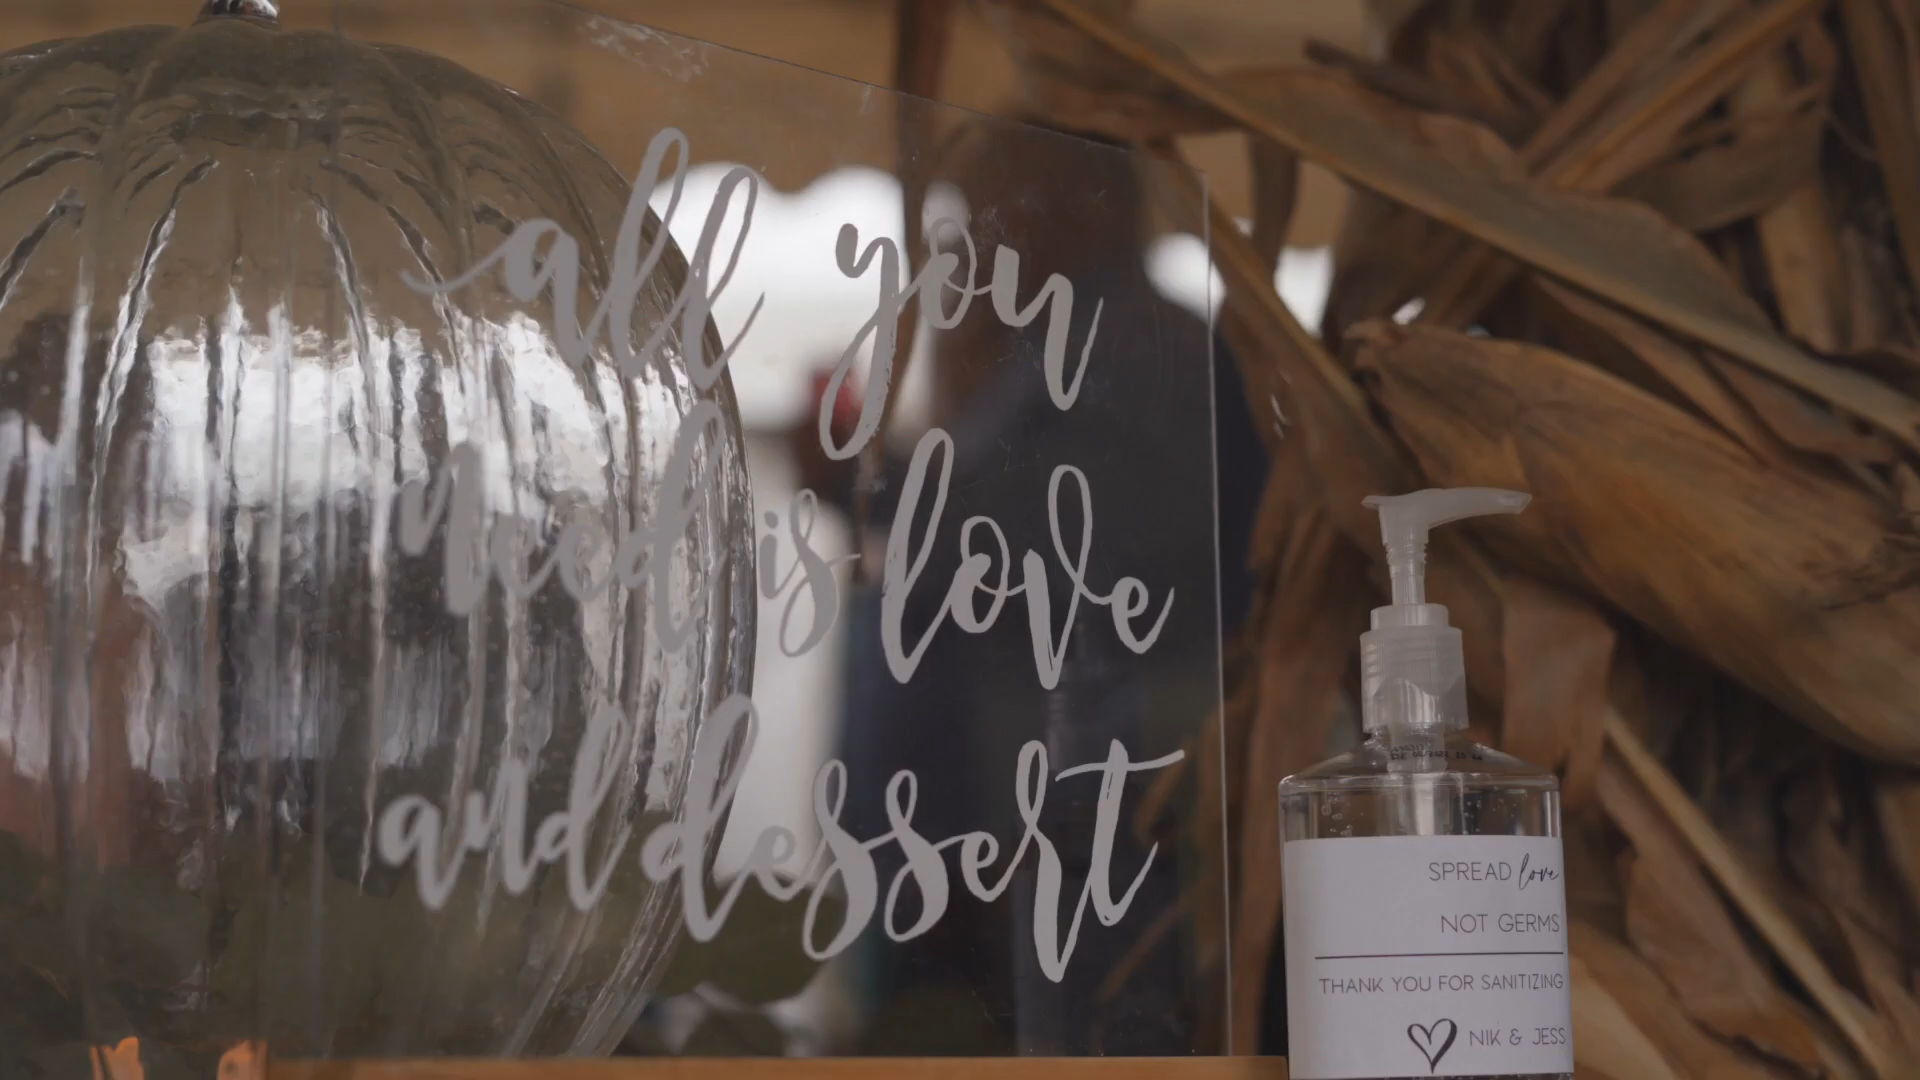 all you
need is love
and dessert
SPREAD love
NOT GERMS
THANK YOU FOR SANITIZING
NIK & JESS